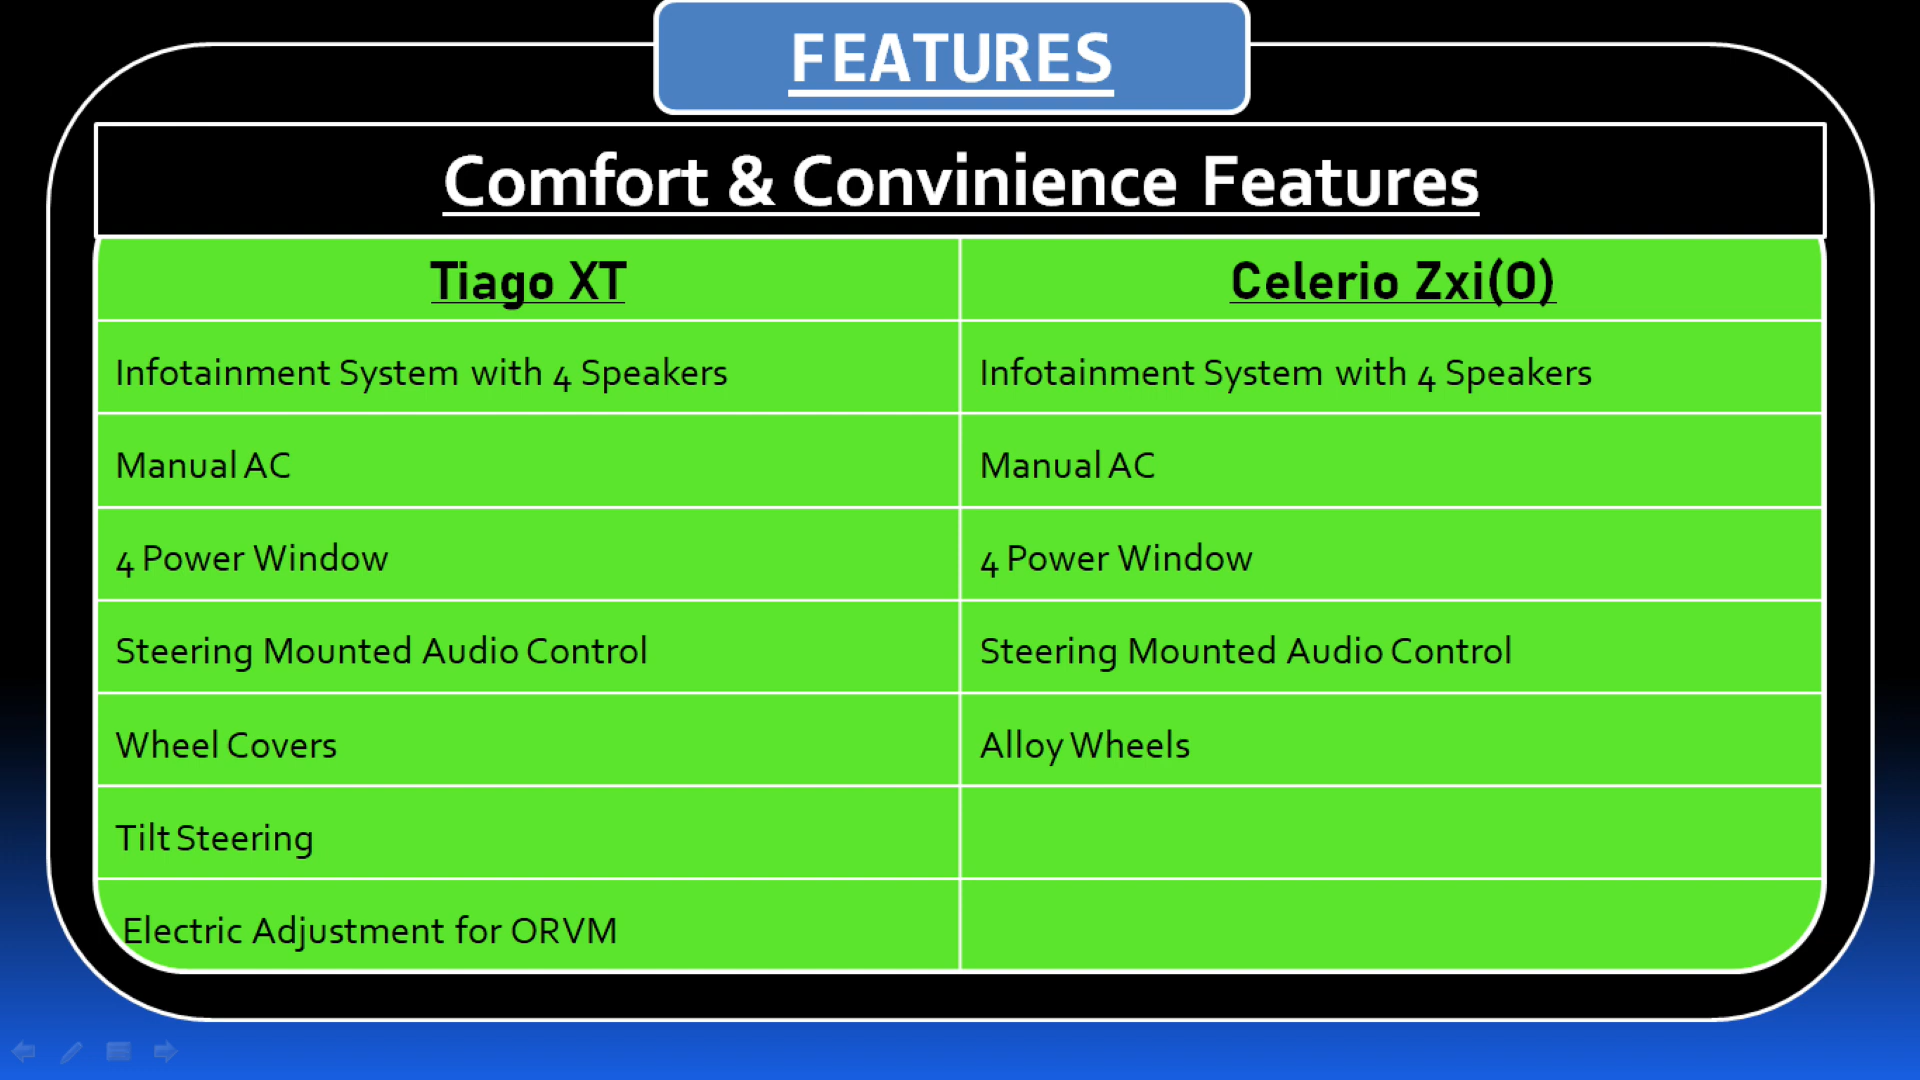 FEATURES
Comfort & Convinience Features
Tiago XT
Celerio Zxi(O)
Infotainment System with 4 Speakers
Infotainment System with 4 Speakers
Manual AC
Manual AC
4 Power Window
4 Power Window
Steering Mounted Audio Control
Steering Mounted Audio Control
Wheel Covers
Alloy Wheels
Tilt Steering
Electric Adjustment for ORVM